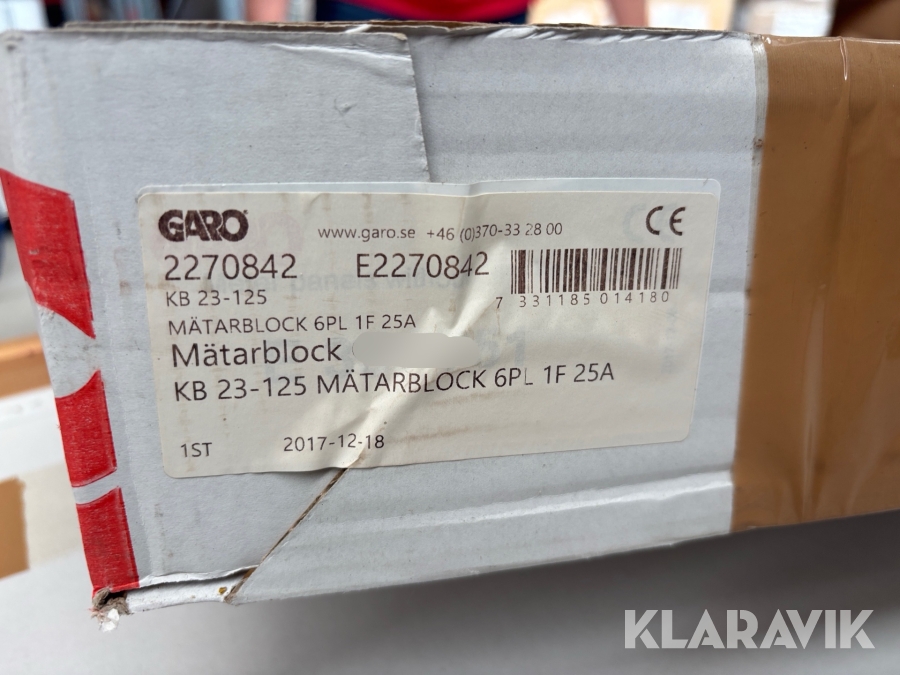 GARO
www.garo.se +46 (0)370-33 28 00
CE
2270842 E2270842
KB 23-125
7 331185 014180
MÄTARBLOCK 6PL 1F 25A
Mätarblock
KB 23-125 MÄTARBLOCK 6PL 1F 25A
1ST 2017-12-18
KLARAVIK